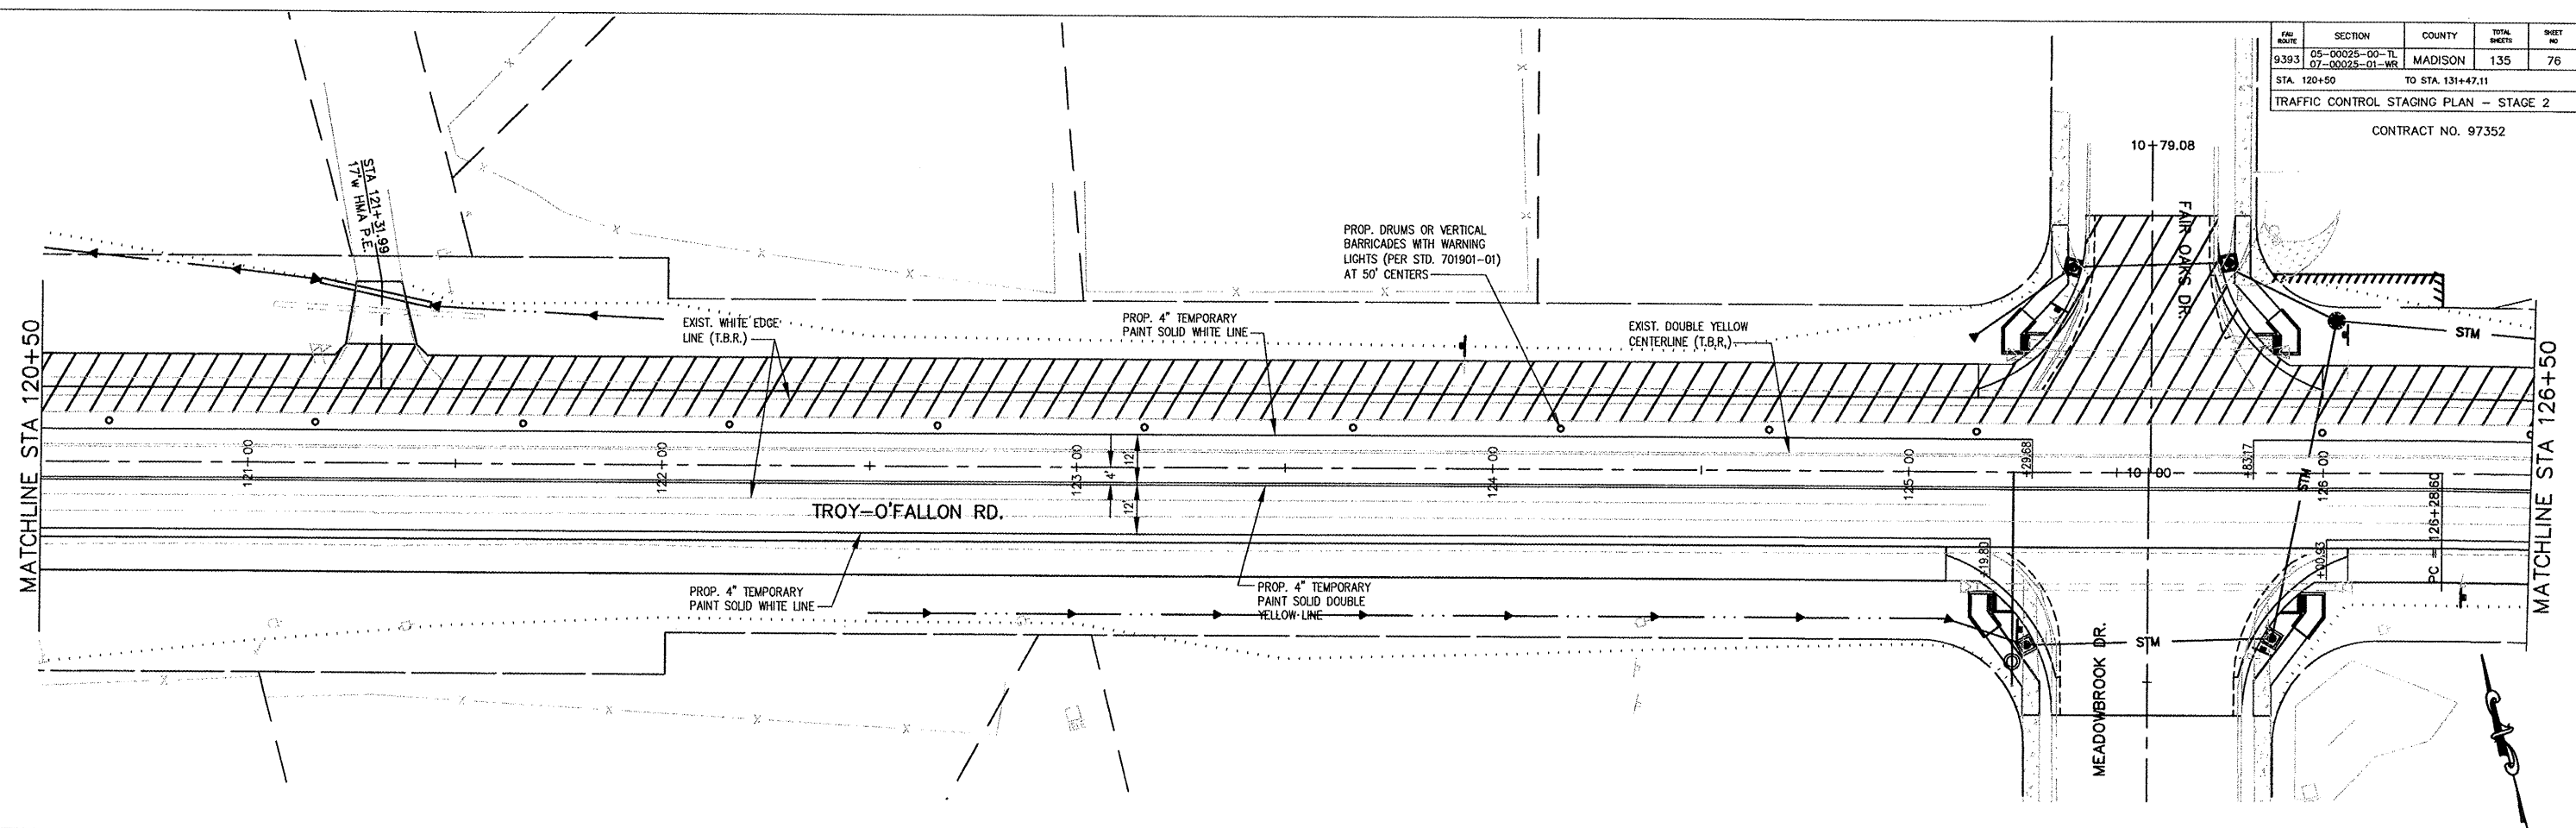 FAU ROUTE SECTION COUNTY TOTAL SHEETS SHEET NO
9393 05-00025-00-TL 07-00025-01-WR MADISON 135 76
STA. 120+50 TO STA. 131+47.11
TRAFFIC CONTROL STAGING PLAN - STAGE 2
CONTRACT NO. 97352
10+79.08
FAIR OAKS DR
STA 121+31.99
17'W HMA P.E.
PROP. DRUMS OR VERTICAL
BARRICADES WITH WARNING
LIGHTS (PER STD. 701901-01)
AT 50' CENTERS
EXIST. WHITE EDGE
LINE (T.B.R.)
PROP. 4" TEMPORARY
PAINT SOLID WHITE LINE
EXIST. DOUBLE YELLOW
CENTERLINE (T.B.R.)
STM
MATCHLINE STA 120+50
MATCHLINE STA 126+50
121+00
122+00
123+00
4'
12'
12'
124+00
125+00
+29.68
10+00
+83.17
STM
126+00
PC = 126+28.60
TROY-O'FALLON RD.
+19.80
+00.93
PROP. 4" TEMPORARY
PAINT SOLID WHITE LINE
PROP. 4" TEMPORARY
PAINT SOLID DOUBLE
YELLOW LINE
STM
MEADOWBROOK DR.